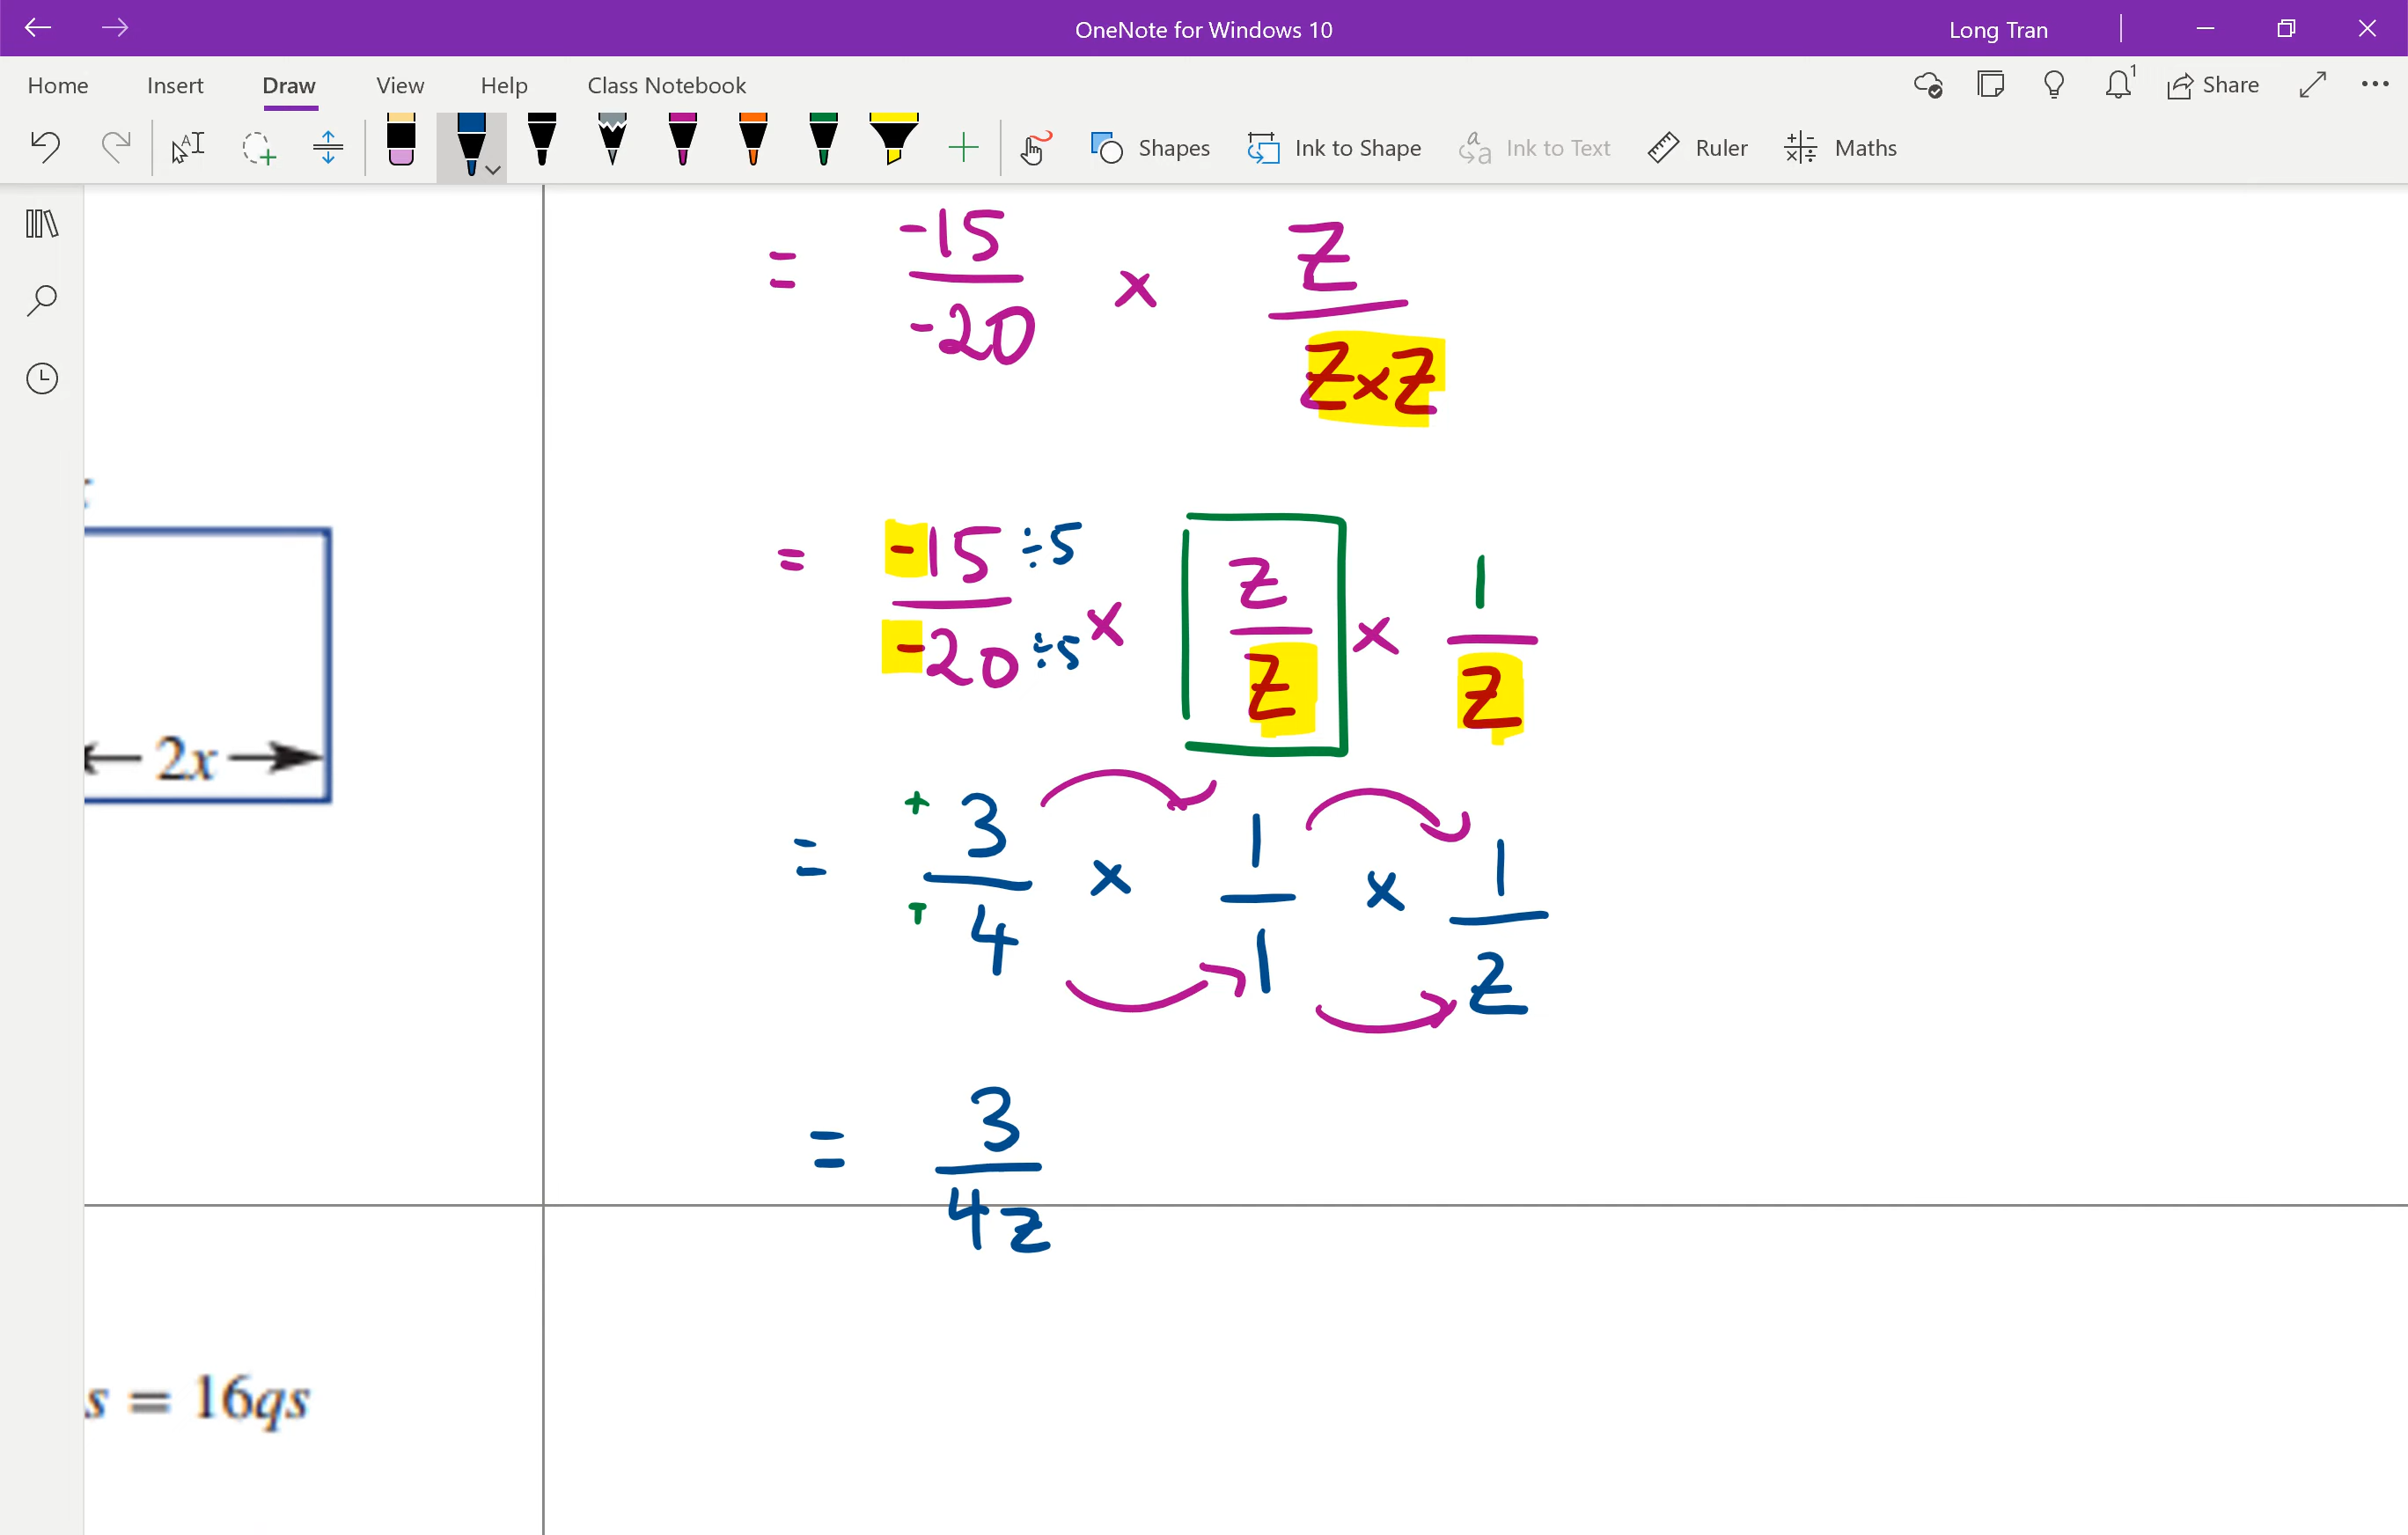 OneNote for Windows 10
Long Tran
Home Insert Draw View Help Class Notebook
1
Share
Shapes Ink to Shape Ink to Text Ruler Maths
= -15/-20 × z/(z×z)
= (-15 ÷5)/(-20 ÷5) × z/z × 1/z
2x
= +3/+4 × 1/1 × 1/z
= 3/4z
s = 16qs